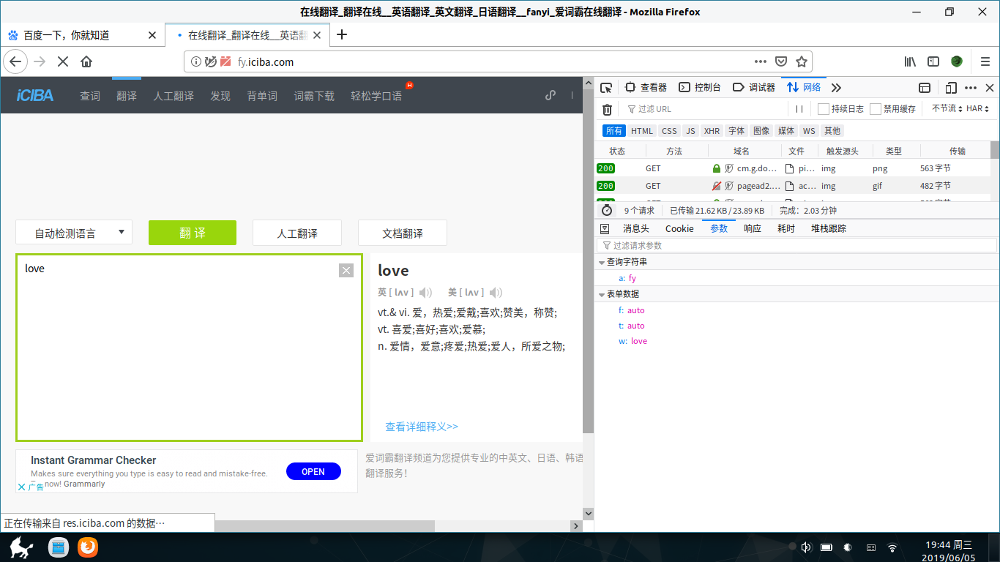 在线翻译_翻译在线__英语翻译_英文翻译_日语翻译__fanyi_爱词霸在线翻译 - Mozilla Firefox
百度一下，你就知道
在线翻译_翻译在线__英语翻
fy.iciba.com
iCIBA 查词 翻译 人工翻译 发现 背单词 词霸下载 轻松学口语 H
自动检测语言 翻 译 人工翻译 文档翻译
love
love
英 [ lʌv ] 美 [ lʌv ]
vt.& vi. 爱，热爱;爱戴;喜欢;赞美，称赞;
vt. 喜爱;喜好;喜欢;爱慕;
n. 爱情，爱意;疼爱;热爱;爱人，所爱之物;
查看详细释义>>
Instant Grammar Checker
Makes sure everything you type is easy to read and mistake-free.
now! Grammarly
OPEN
广告
爱词霸翻译频道为您提供专业的中英文、日语、韩语
翻译服务！
正在传输来自 res.iciba.com 的数据…
查看器 控制台 调试器 网络
过滤 URL 持续日志 禁用缓存 不节流 HAR
所有 HTML CSS JS XHR 字体 图像 媒体 WS 其他
状态 方法 域名 文件 触发源头 类型 传输
200 GET cm.g.do… pi… img png 563 字节
200 GET pagead2.… ac… img gif 482 字节
9 个请求 已传输 21.62 KB / 23.89 KB 完成：2.03 分钟
消息头 Cookie 参数 响应 耗时 堆栈跟踪
过滤请求参数
查询字符串
a: fy
表单数据
f: auto
t: auto
w: love
19:44 周三
2019/06/05